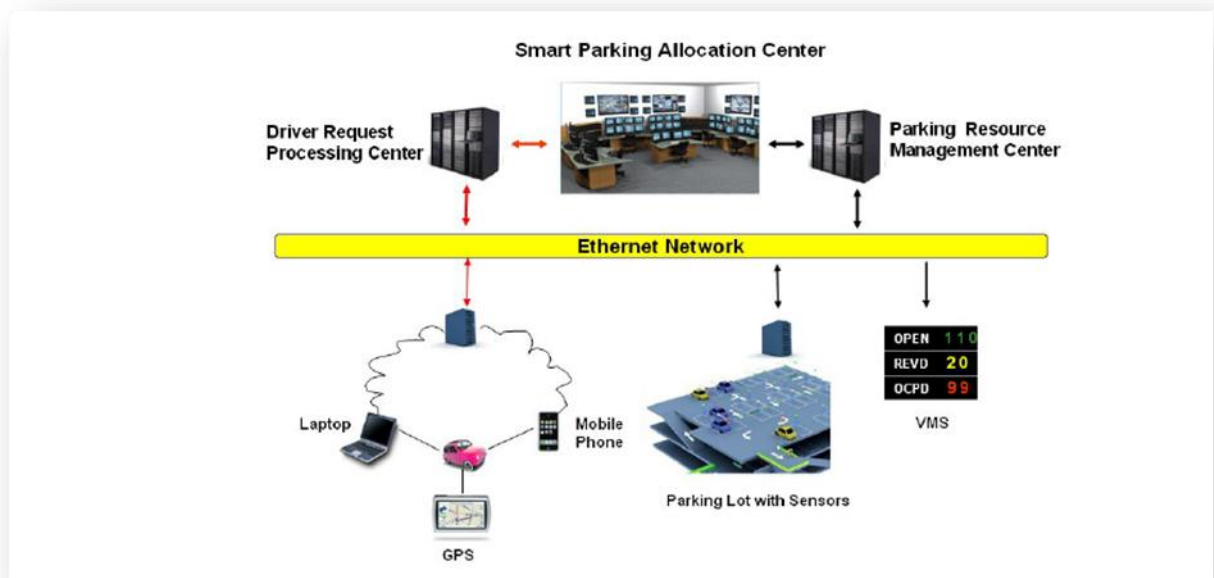 Smart Parking Allocation Center
Driver Request
Processing Center
Parking Resource
Management Center
Ethernet Network
OPEN 110
REVD 20
OCPD 99
VMS
Laptop
Mobile
Phone
GPS
Parking Lot with Sensors